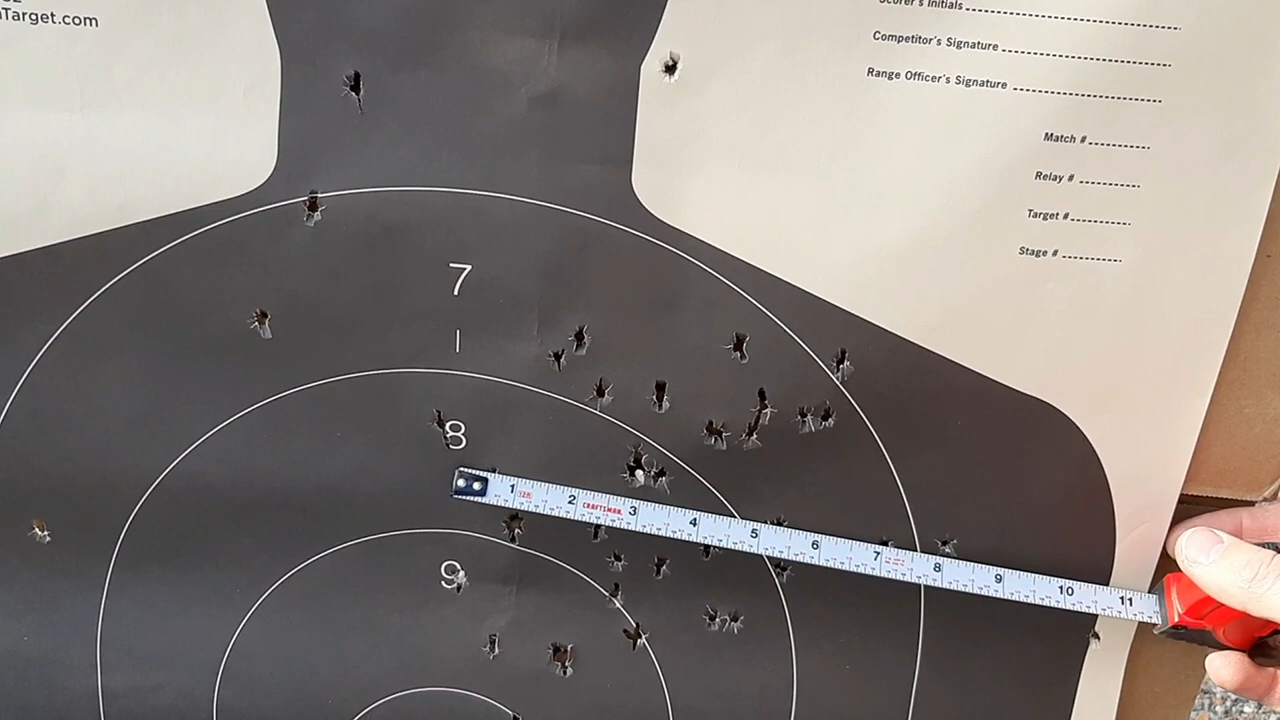 nTarget.com
Scorer's Initials
Competitor's Signature
Range Officer's Signature
Match #
Relay #
Target #
Stage #
7
8
9
1 2 CRAFTSMAN 3 4 5 6 7 8 9 10 11